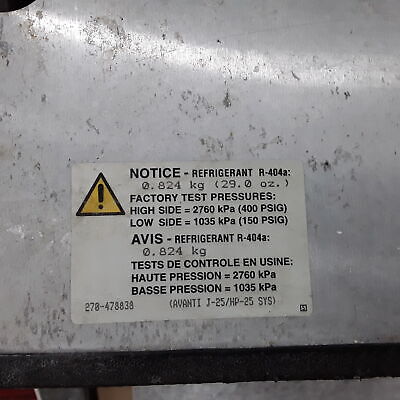 NOTICE - REFRIGERANT R-404a:
0.824 kg (29.0 oz.)
FACTORY TEST PRESSURES:
HIGH SIDE = 2760 kPa (400 PSIG)
LOW SIDE = 1035 kPa (150 PSIG)
AVIS - REFRIGERANT R-404a:
0.824 kg
TESTS DE CONTROLE EN USINE:
HAUTE PRESSION = 2760 kPa
BASSE PRESSION = 1035 kPa
270-478838 (AVANTI J-25/HP-25 SYS)